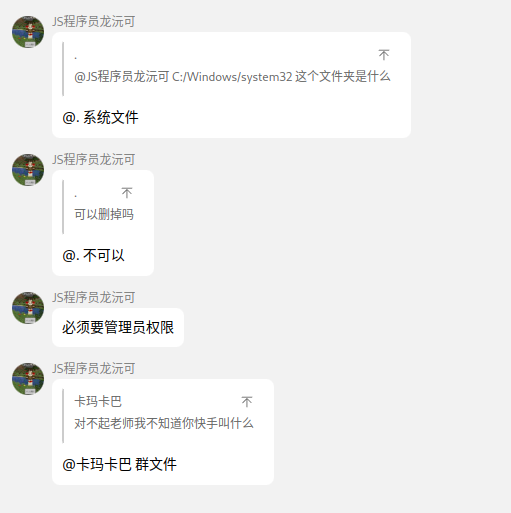 JS程序员龙沅可
. 不
@JS程序员龙沅可 C:/Windows/system32 这个文件夹是什么
@. 系统文件
JS程序员龙沅可
. 不
可以删掉吗
@. 不可以
JS程序员龙沅可
必须要管理员权限
JS程序员龙沅可
卡玛卡巴 不
对不起老师我不知道你快手叫什么
@卡玛卡巴 群文件